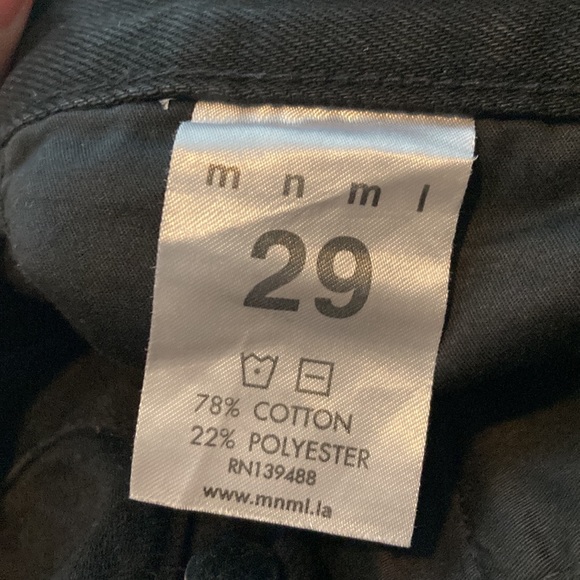 m n m l
29
78% COTTON
22% POLYESTER
RN139488
www.mnml.la